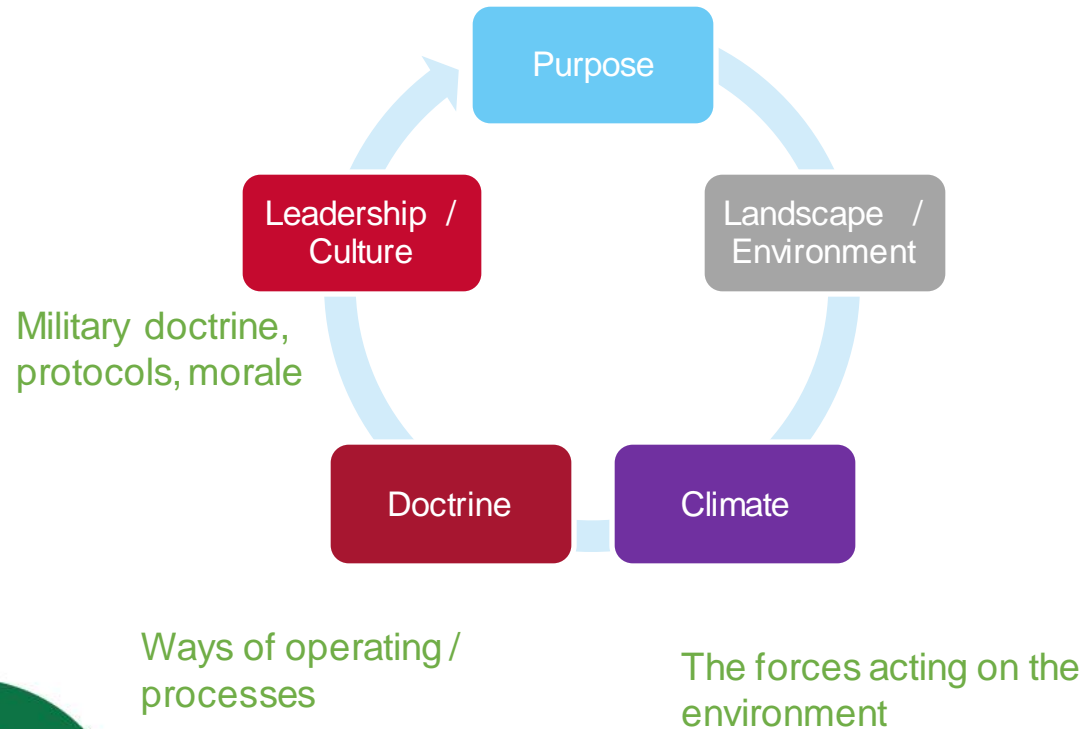 Purpose
Leadership /
Culture
Landscape /
Environment
Military doctrine,
protocols, morale
Doctrine
Climate
Ways of operating /
processes
The forces acting on the
environment